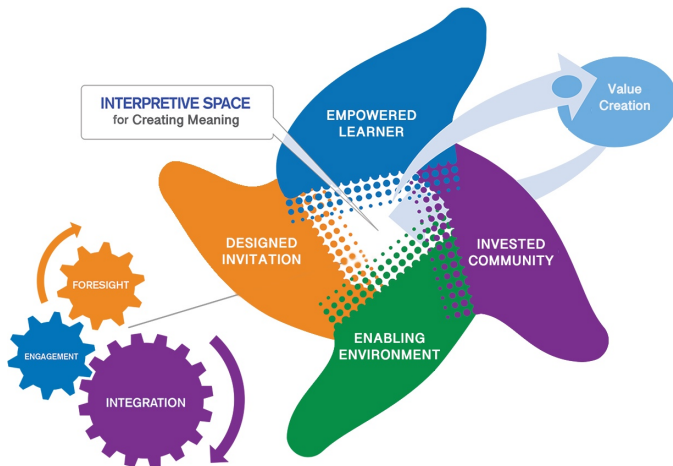 EMPOWERED
LEARNER
Value
Creation
INTERPRETIVE SPACE
for Creating Meaning
DESIGNED
INVITATION
INVESTED
COMMUNITY
ENABLING
ENVIRONMENT
FORESIGHT
ENGAGEMENT
INTEGRATION